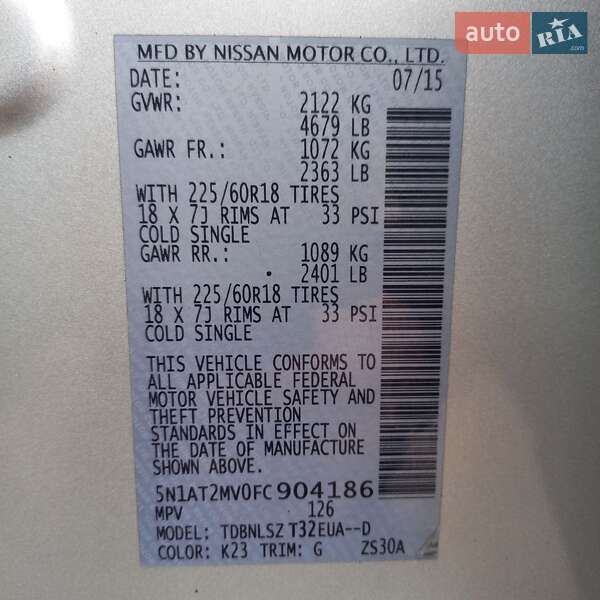 auto RIA .com
MFD BY NISSAN MOTOR CO., LTD.
DATE: 07/15
GVWR: 2122 KG
4679 LB
GAWR FR.: 1072 KG
2363 LB
WITH 225/60R18 TIRES
18 X 7J RIMS AT 33 PSI
COLD SINGLE
GAWR RR.: 1089 KG
2401 LB
WITH 225/60R18 TIRES
18 X 7J RIMS AT 33 PSI
COLD SINGLE
THIS VEHICLE CONFORMS TO
ALL APPLICABLE FEDERAL
MOTOR VEHICLE SAFETY AND
THEFT PREVENTION
STANDARDS IN EFFECT ON
THE DATE OF MANUFACTURE
SHOWN ABOVE.
5N1AT2MV0FC904186
MPV 126
MODEL: TDBNLSZ T32EUA--D
COLOR: K23 TRIM: G ZS30A